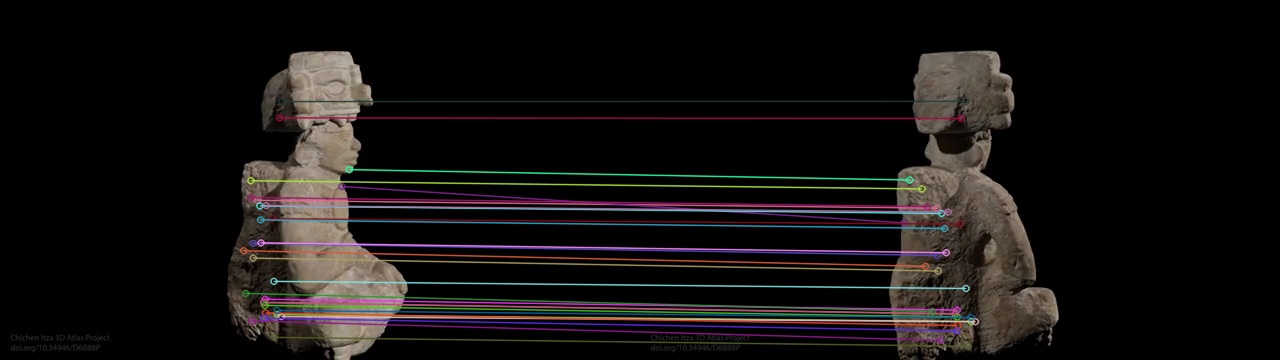 Chichen Itza 3D Atlas Project
doi.org/10.34946/D6B88P
Chichen Itza 3D Atlas Project
doi.org/10.34946/D6B88P